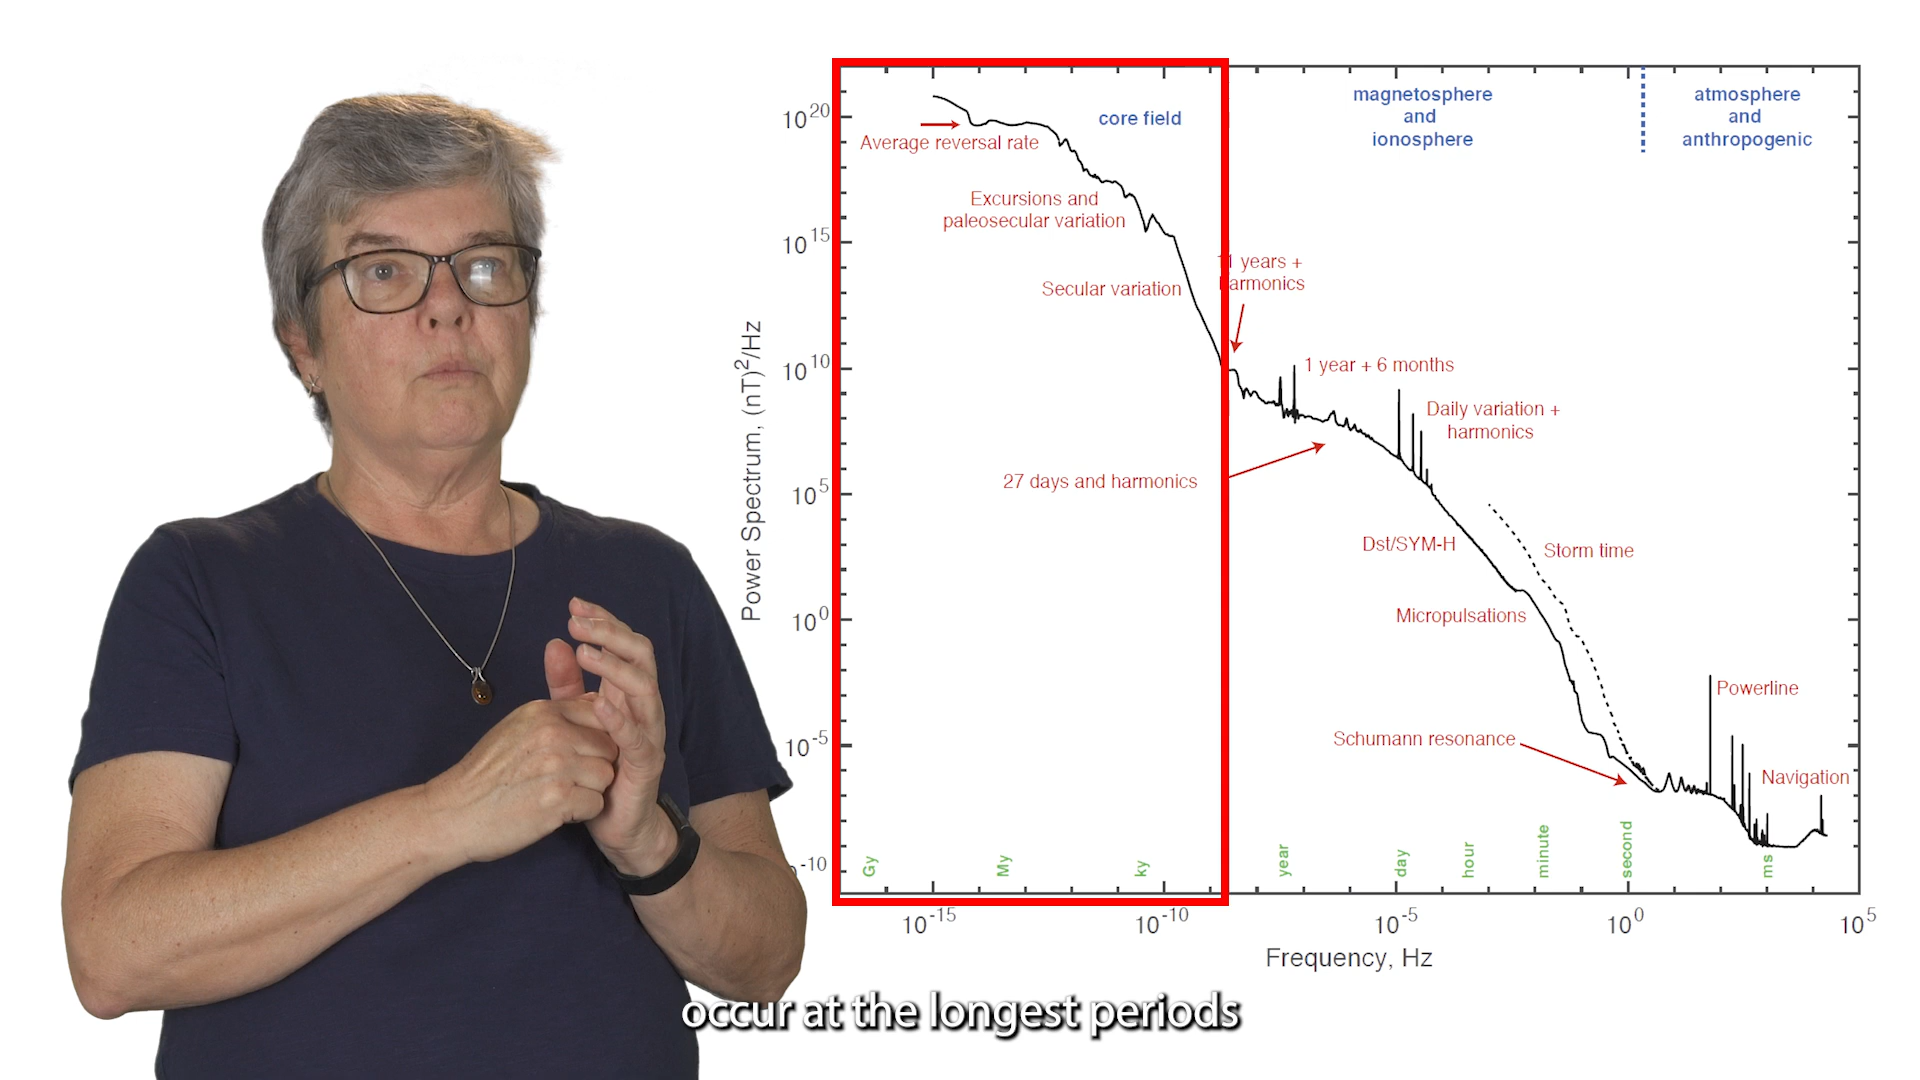 10^20
10^15
10^10
10^5
10^0
10^-5
-10
Power Spectrum, (nT)^2/Hz
core field
magnetosphere
and
ionosphere
atmosphere
and
anthropogenic
Average reversal rate
Excursions and
paleosecular variation
Secular variation
11 years +
harmonics
1 year + 6 months
Daily variation +
harmonics
27 days and harmonics
Dst/SYM-H
Storm time
Micropulsations
Powerline
Schumann resonance
Navigation
Gy
My
ky
year
day
hour
minute
second
ms
10^-15
10^-10
10^-5
10^0
10^5
Frequency, Hz
occur at the longest periods